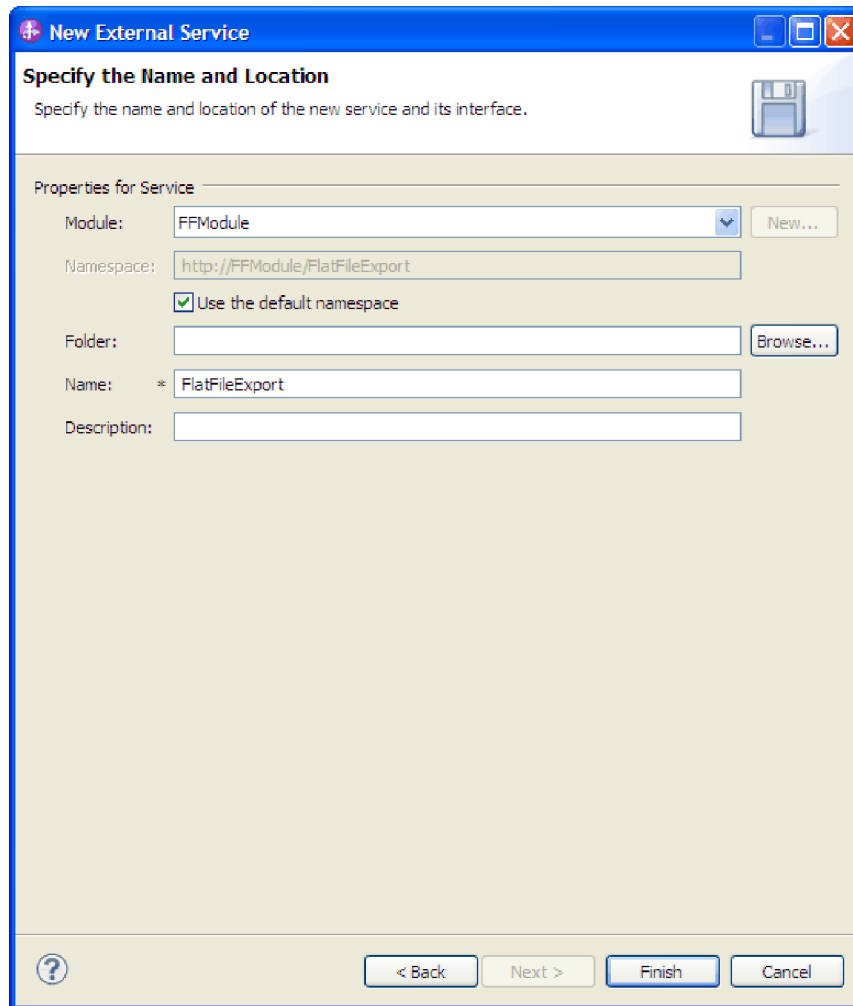 New External Service
Specify the Name and Location
Specify the name and location of the new service and its interface.
Properties for Service
Module: FFModule New...
Namespace: http://FFModule/FlatFileExport
Use the default namespace
Folder: Browse...
Name: * FlatFileExport
Description:
? < Back Next > Finish Cancel